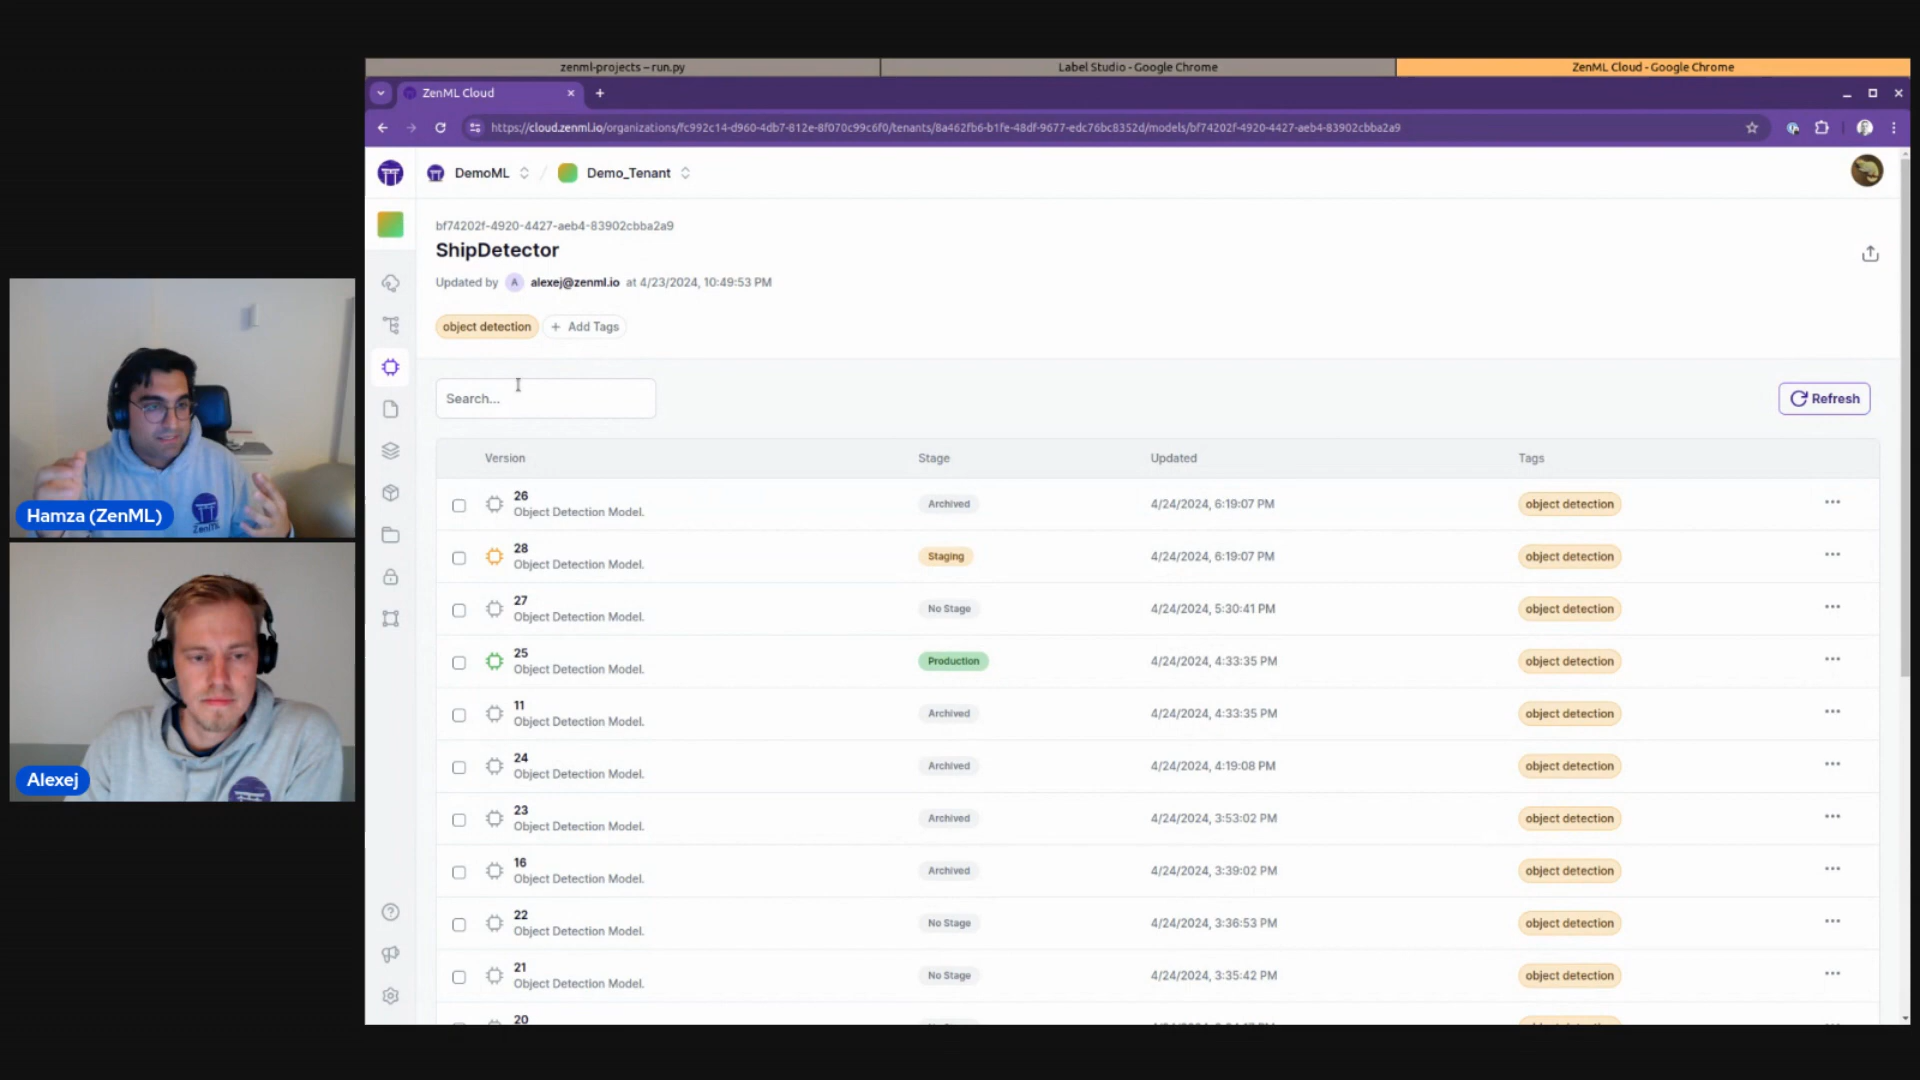 zenml-projects – run.py
Label Studio - Google Chrome
ZenML Cloud - Google Chrome
ZenML Cloud
https://cloud.zenml.io/organizations/fc992c14-d960-4db7-812e-8f070c99c6f0/tenants/8a462fb6-b1fe-48df-9677-edc76bc8352d/models/bf74202f-4920-4427-aeb4-83902cbba2a9
DemoML / Demo_Tenant
bf74202f-4920-4427-aeb4-83902cbba2a9
ShipDetector
Updated by A alexej@zenml.io at 4/23/2024, 10:49:53 PM
object detection + Add Tags
Search...
Refresh
Version Stage Updated Tags
26
Object Detection Model. Archived 4/24/2024, 6:19:07 PM object detection
28
Object Detection Model. Staging 4/24/2024, 6:19:07 PM object detection
27
Object Detection Model. No Stage 4/24/2024, 5:30:41 PM object detection
25
Object Detection Model. Production 4/24/2024, 4:33:35 PM object detection
11
Object Detection Model. Archived 4/24/2024, 4:33:35 PM object detection
24
Object Detection Model. Archived 4/24/2024, 4:19:08 PM object detection
23
Object Detection Model. Archived 4/24/2024, 3:53:02 PM object detection
16
Object Detection Model. Archived 4/24/2024, 3:39:02 PM object detection
22
Object Detection Model. No Stage 4/24/2024, 3:36:53 PM object detection
21
Object Detection Model. No Stage 4/24/2024, 3:35:42 PM object detection
20
Hamza (ZenML)
ZenML
Alexej